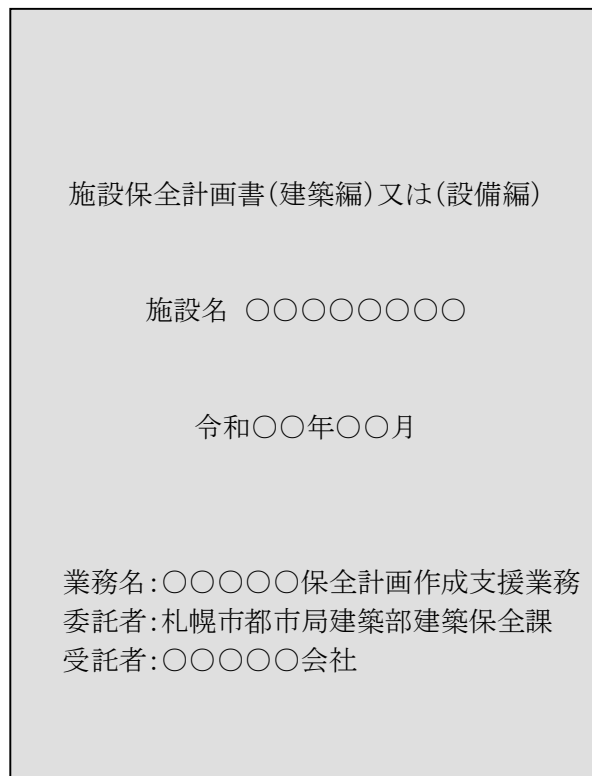 施設保全計画書(建築編)又は(設備編)
施設名 ○○○○○○○○
令和○○年○○月
業務名:○○○○○保全計画作成支援業務
委託者:札幌市都市局建築部建築保全課
受託者:○○○○○会社